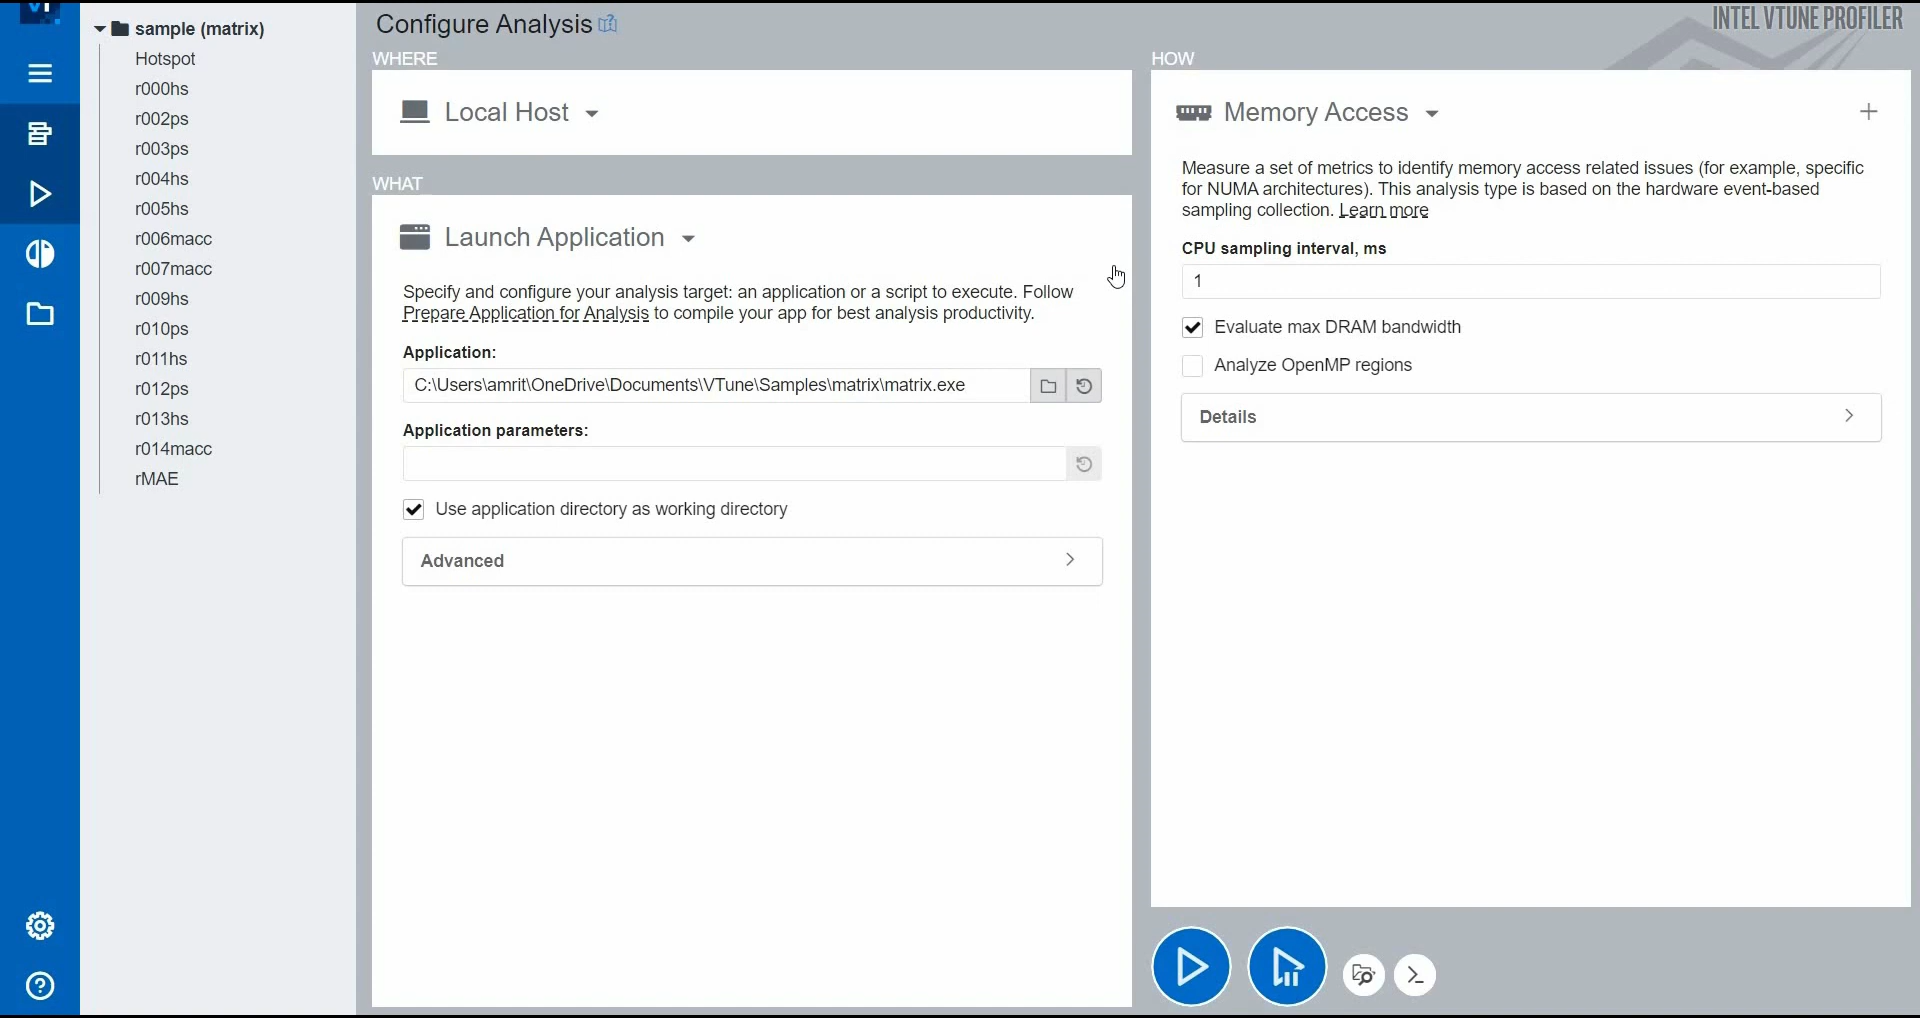 INTEL VTUNE PROFILER
sample (matrix)
Hotspot
r000hs
r002ps
r003ps
r004hs
r005hs
r006macc
r007macc
r009hs
r010ps
r011hs
r012ps
r013hs
r014macc
rMAE
Configure Analysis
WHERE
Local Host
WHAT
Launch Application
Specify and configure your analysis target: an application or a script to execute. Follow
Prepare Application for Analysis to compile your app for best analysis productivity.
Application:
C:\Users\amrit\OneDrive\Documents\VTune\Samples\matrix\matrix.exe
Application parameters:
Use application directory as working directory
Advanced
HOW
Memory Access
Measure a set of metrics to identify memory access related issues (for example, specific
for NUMA architectures). This analysis type is based on the hardware event-based
sampling collection. Learn more
CPU sampling interval, ms
1
Evaluate max DRAM bandwidth
Analyze OpenMP regions
Details